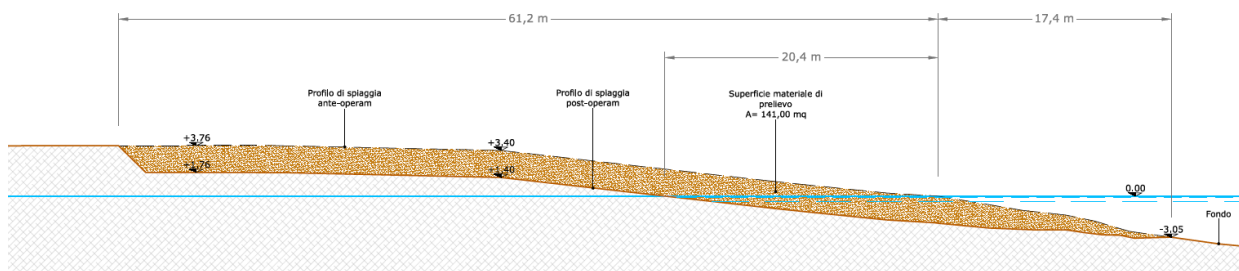 61,2 m
17,4 m
20,4 m
Profilo di spiaggia
ante-operam
Profilo di spiaggia
post-operam
Superficie materiale di
prelievo
A= 141,00 mq
+3,76
+3,40
+1,76
+1,40
0.00
-3,05
Fondo